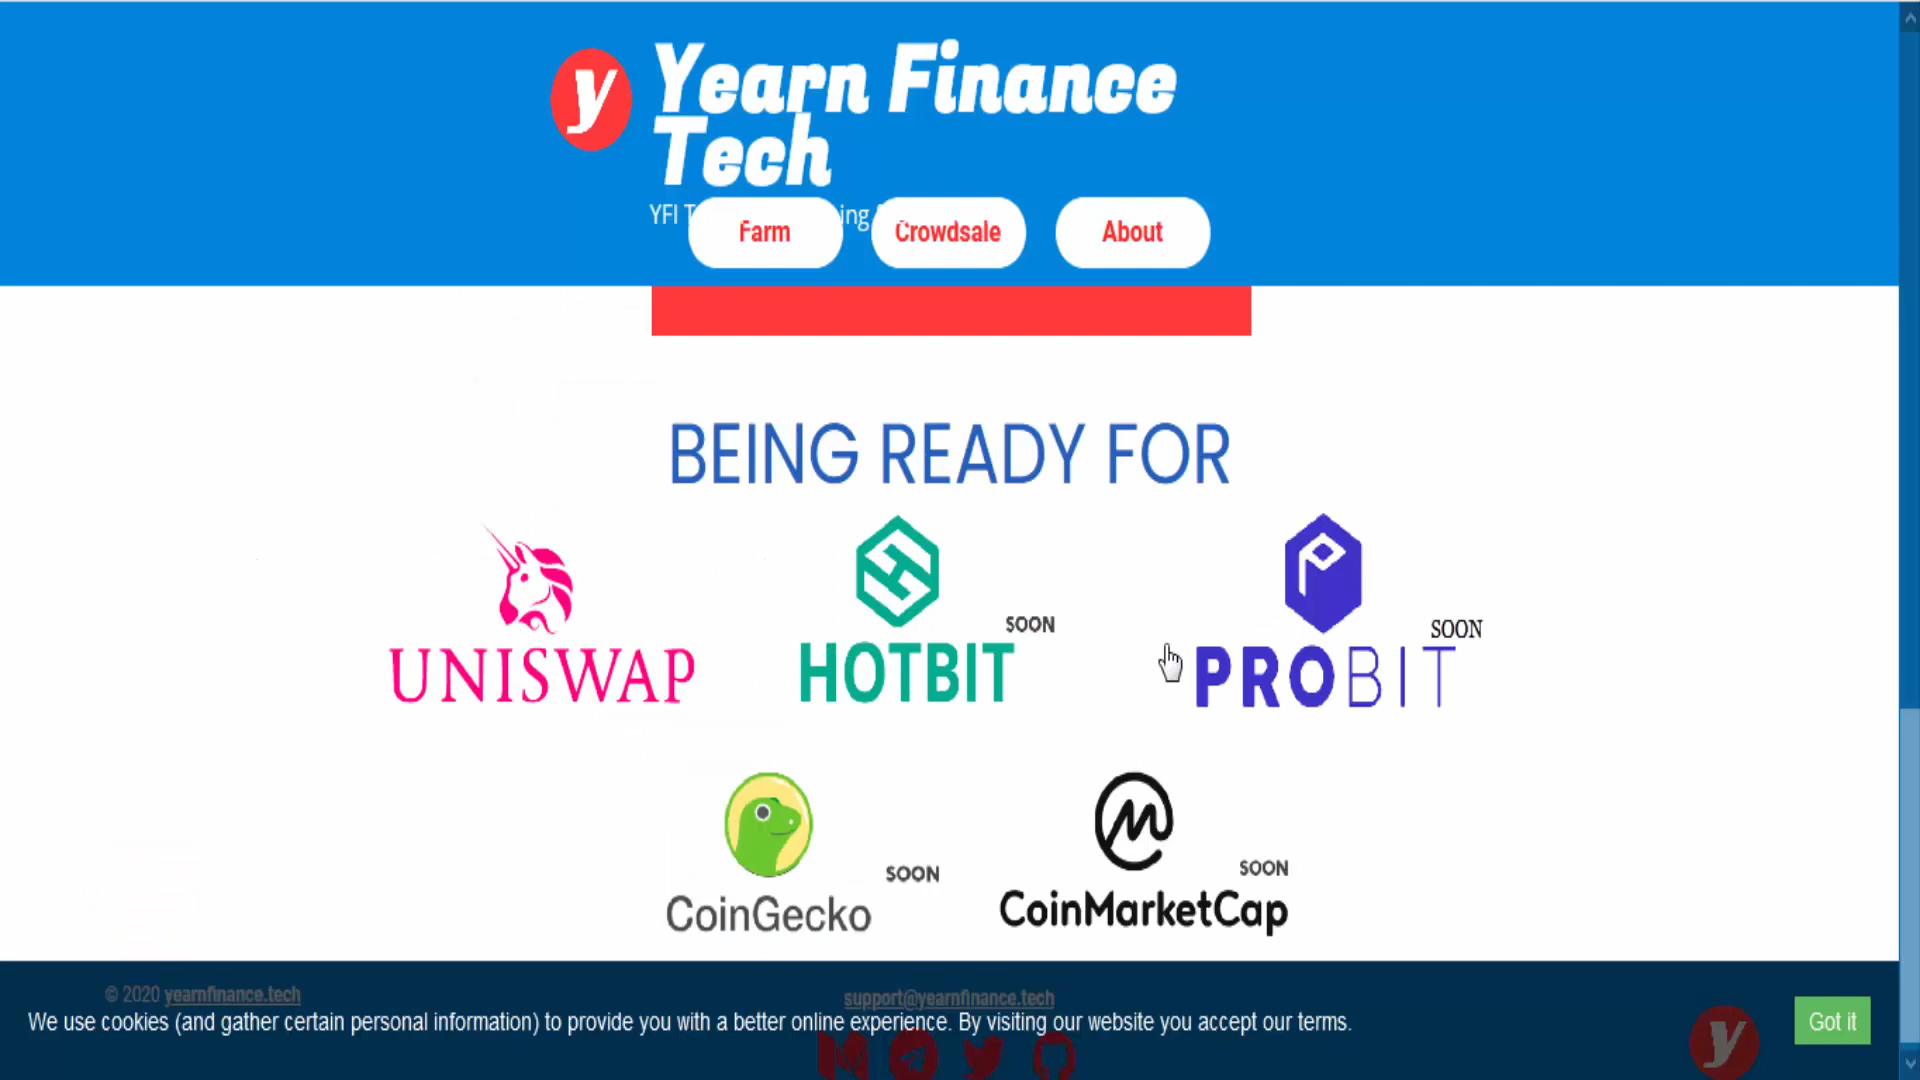 y Yearn Finance
Tech
YFI T ing
Farm
Crowdsale
About
BEING READY FOR
UNISWAP
HOTBIT
SOON
PROBIT
SOON
CoinGecko
SOON
CoinMarketCap
SOON
© 2020 yearnfinance.tech
support@yearnfinance.tech
We use cookies (and gather certain personal information) to provide you with a better online experience. By visiting our website you accept our terms.
Got it
y